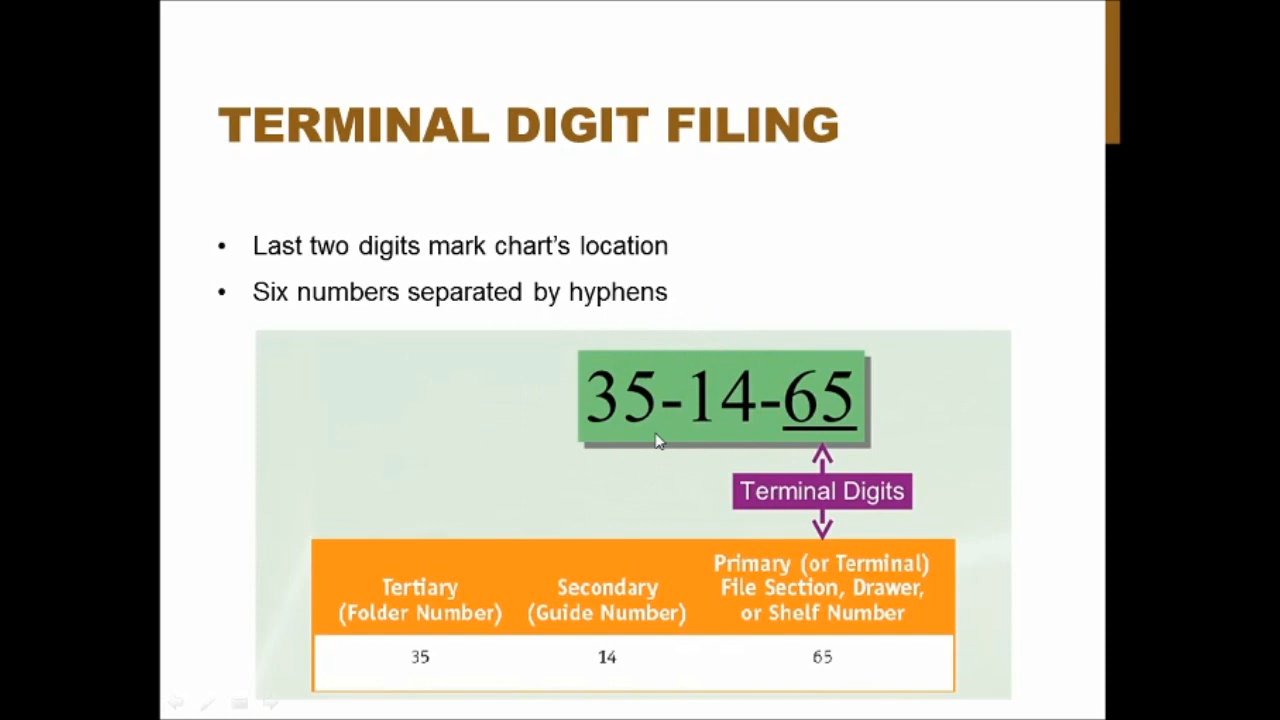 TERMINAL DIGIT FILING
• Last two digits mark chart's location
• Six numbers separated by hyphens
35-14-65
Terminal Digits
Tertiary
(Folder Number)
Secondary
(Guide Number)
Primary (or Terminal)
File Section, Drawer,
or Shelf Number
35 14 65